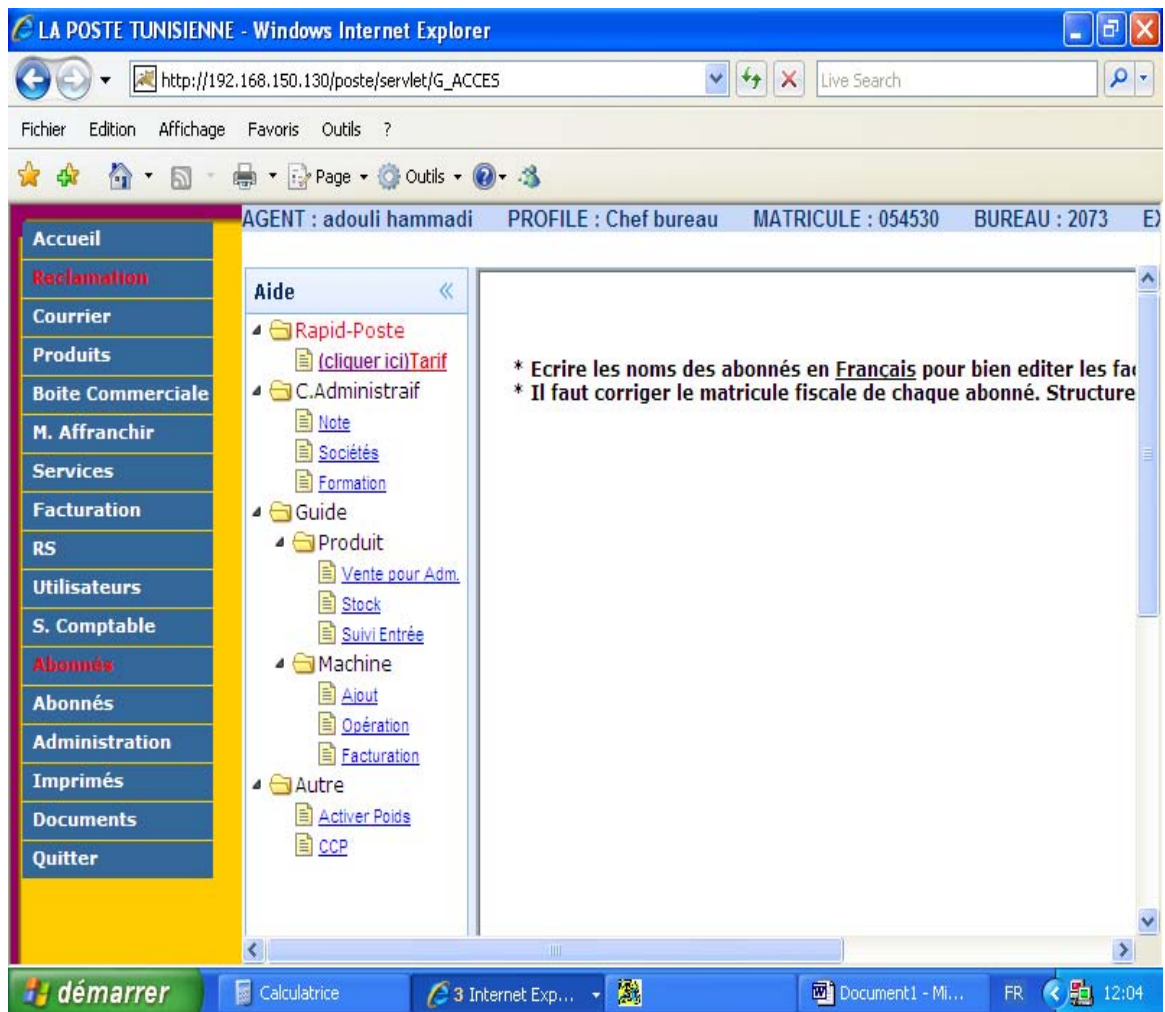 LA POSTE TUNISIENNE - Windows Internet Explorer
http://192.168.150.130/poste/servlet/G_ACCES
Live Search
Fichier Edition Affichage Favoris Outils ?
Page Outils
AGENT : adouli hammadi PROFILE : Chef bureau MATRICULE : 054530 BUREAU : 2073
Accueil
Reclamation
Courrier
Produits
Boite Commerciale
M. Affranchir
Services
Facturation
RS
Utilisateurs
S. Comptable
Abonnés
Abonnés
Administration
Imprimés
Documents
Quitter
Aide
Rapid-Poste
(cliquer ici)Tarif
C.Administraif
Note
Sociétés
Formation
Guide
Produit
Vente pour Adm.
Stock
Suivi Entrée
Machine
Ajout
Opération
Facturation
Autre
Activer Poids
CCP
* Ecrire les noms des abonnés en Français pour bien editer les
* Il faut corriger le matricule fiscale de chaque abonné. Structure
démarrer
Calculatrice
3 Internet Exp...
Document1 - Mi...
FR
12:04